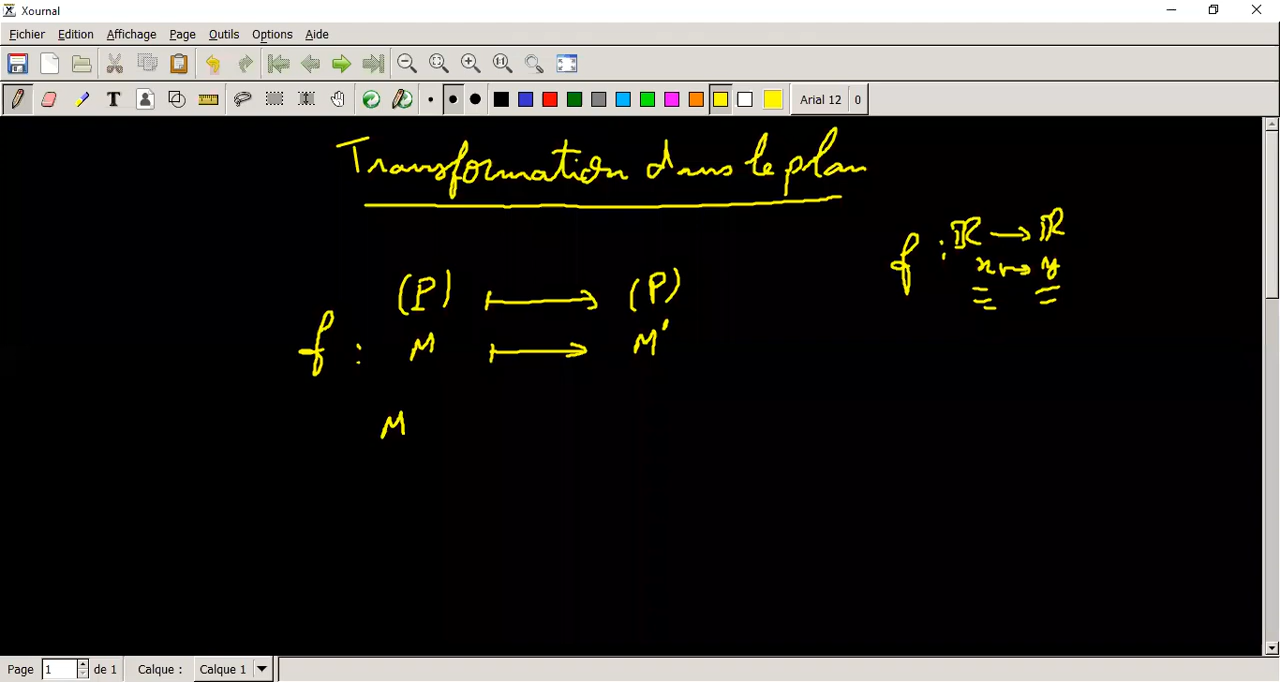 Xournal
Fichier Edition Affichage Page Outils Options Aide
T Arial 12 0
Transformation dans le plan
f : ℝ → ℝ
x ↦ y
(P) ↦ (P)
f : M ↦ M'
M
Page 1 de 1 Calque : Calque 1